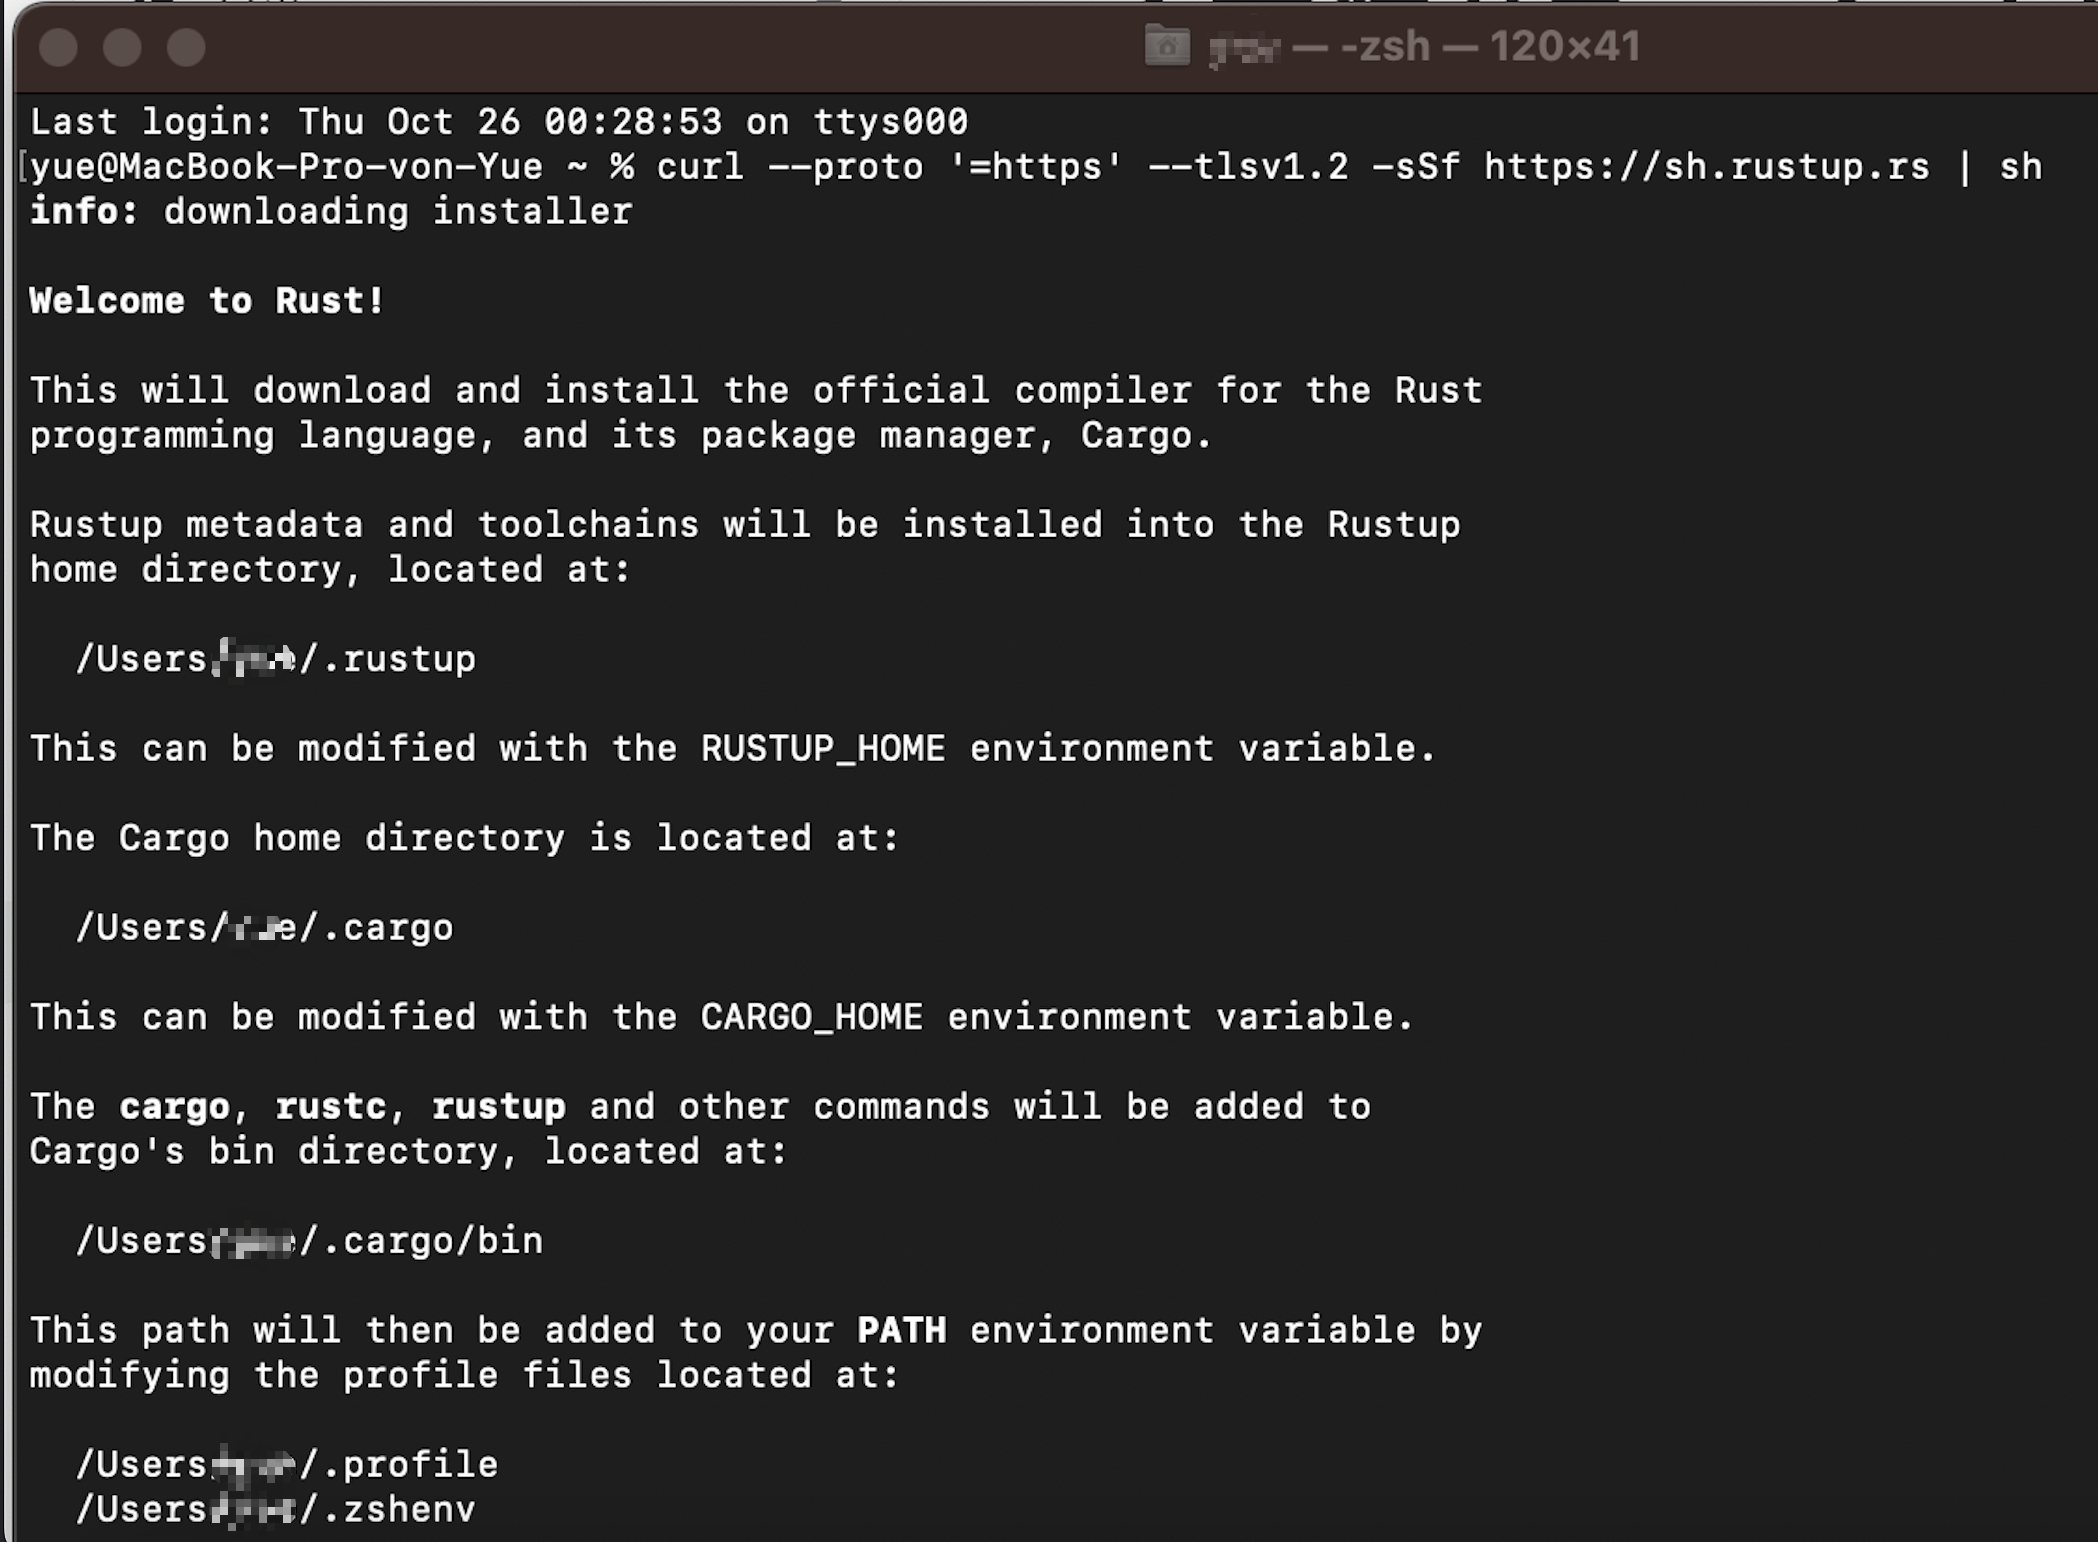 — -zsh — 120×41
Last login: Thu Oct 26 00:28:53 on ttys000
[yue@MacBook-Pro-von-Yue ~ % curl --proto '=https' --tlsv1.2 -sSf https://sh.rustup.rs | sh
info: downloading installer
Welcome to Rust!
This will download and install the official compiler for the Rust
programming language, and its package manager, Cargo.
Rustup metadata and toolchains will be installed into the Rustup
home directory, located at:
/Users /.rustup
This can be modified with the RUSTUP_HOME environment variable.
The Cargo home directory is located at:
/Users/ /.cargo
This can be modified with the CARGO_HOME environment variable.
The cargo, rustc, rustup and other commands will be added to
Cargo's bin directory, located at:
/Users /.cargo/bin
This path will then be added to your PATH environment variable by
modifying the profile files located at:
/Users /.profile
/Users /.zshenv